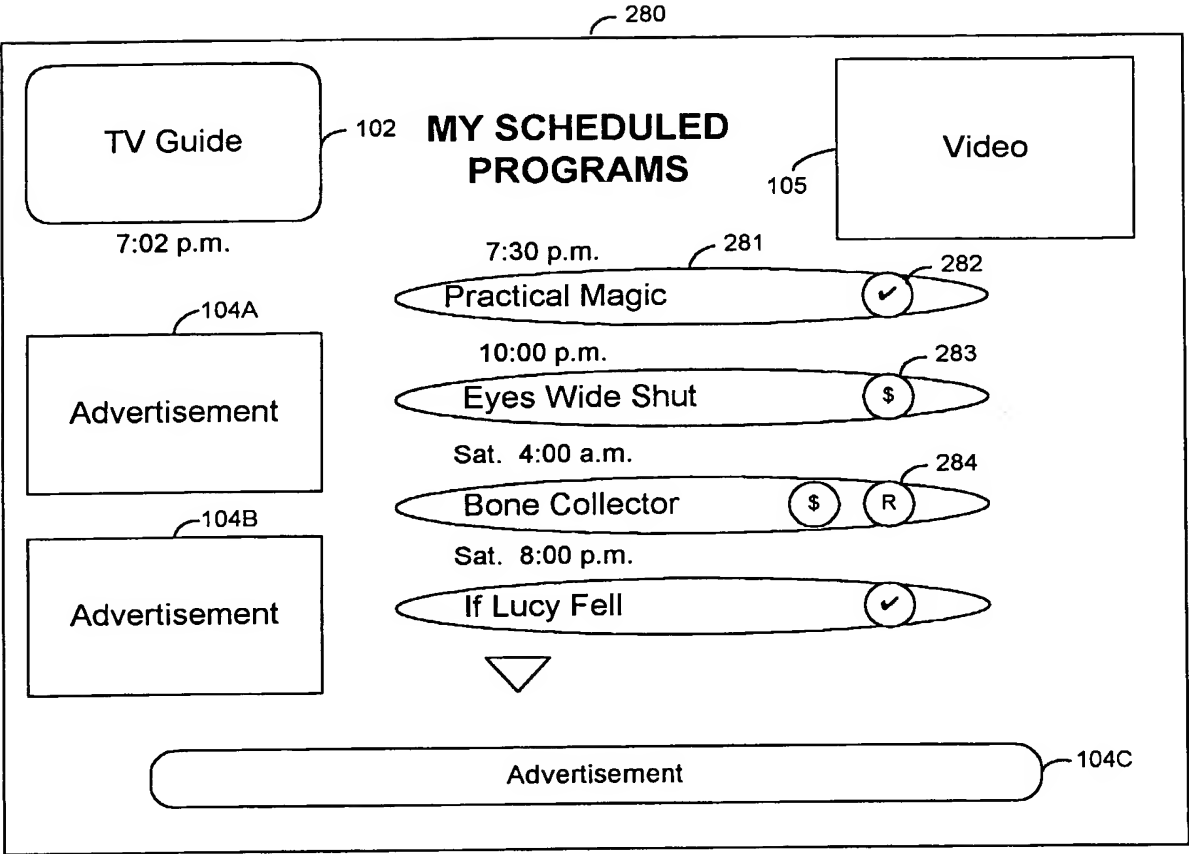 280
TV Guide
102
MY SCHEDULED
PROGRAMS
Video
105
7:02 p.m.
7:30 p.m.
281
Practical Magic
✔
282
104A
Advertisement
10:00 p.m.
283
Eyes Wide Shut
$
Sat. 4:00 a.m.
284
Bone Collector
$
R
104B
Advertisement
Sat. 8:00 p.m.
If Lucy Fell
✔
Advertisement
104C